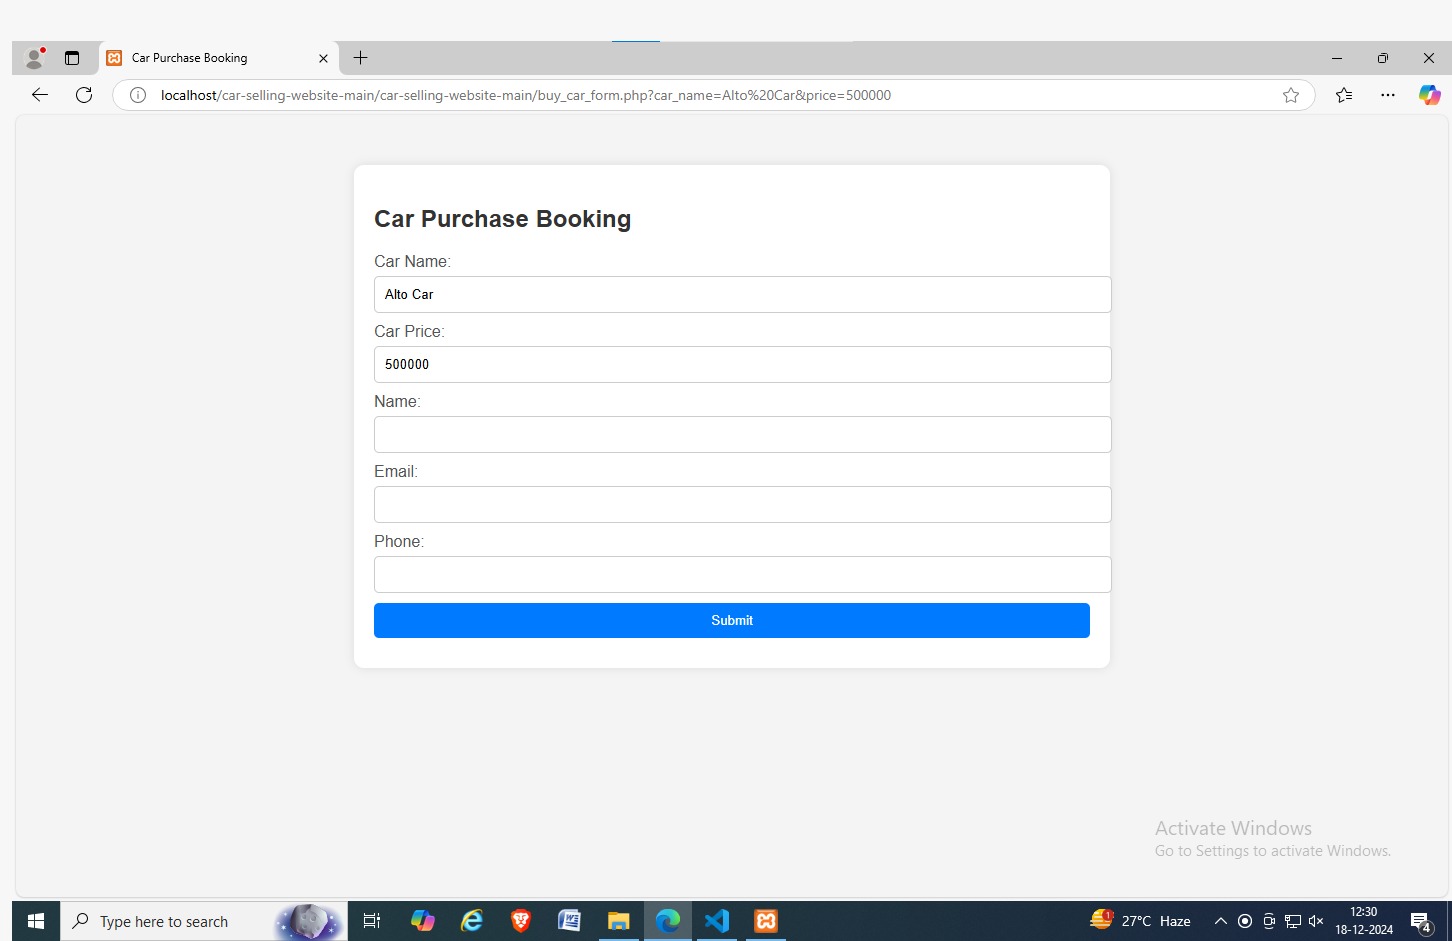 Car Purchase Booking
localhost/car-selling-website-main/car-selling-website-main/buy_car_form.php?car_name=Alto%20Car&price=500000
Car Purchase Booking
Car Name:
Alto Car
Car Price:
500000
Name:
Email:
Phone:
Submit
Activate Windows
Go to Settings to activate Windows.
Type here to search
1
27°C Haze
12:30
18-12-2024
4